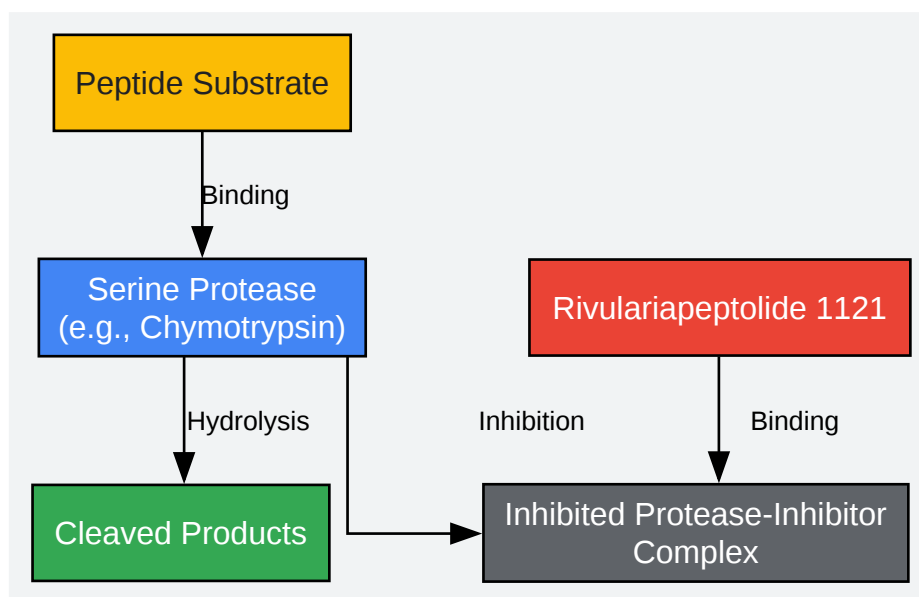 Peptide Substrate
Binding
Serine Protease
(e.g., Chymotrypsin)
Rivulariapeptolide 1121
Hydrolysis
Inhibition
Binding
Cleaved Products
Inhibited Protease-Inhibitor
Complex